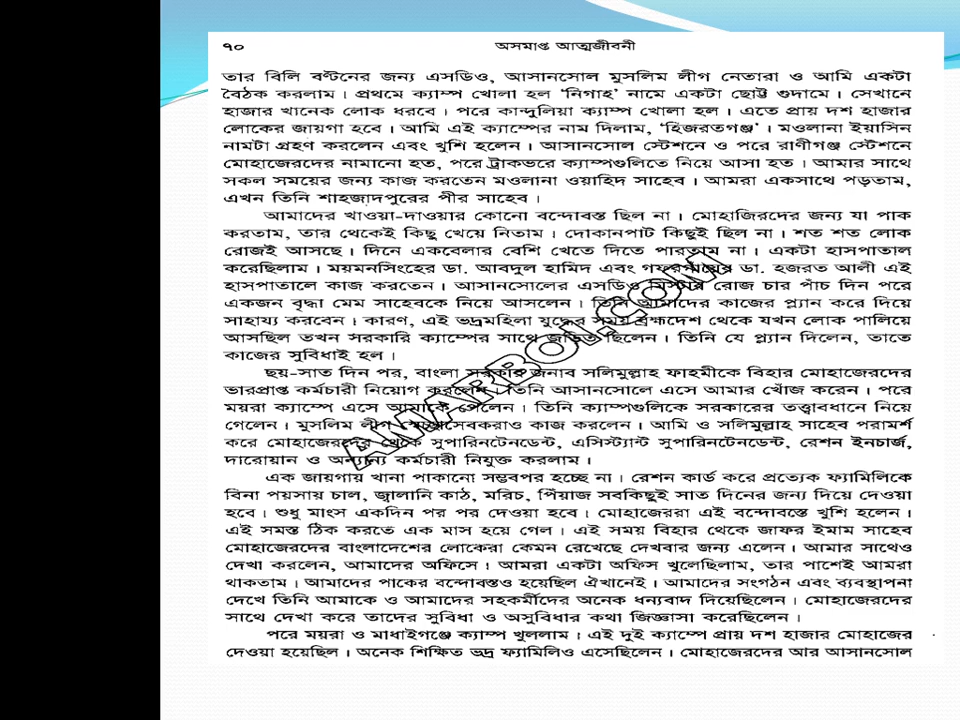 ৭০
অসমাপ্ত আত্মজীবনী
তার বিলি বণ্টনের জন্য এসডিও, আসানসোল মুসলিম লীগ নেতারা ও আমি একটা
বৈঠক করলাম। প্রথমে ক্যাম্প খোলা হল ‘নিগাহ’ নামে একটা ছোট্ট গুদামে। সেখানে
হাজার খানেক লোক ধরবে। পরে কান্দুলিয়া ক্যাম্প খোলা হল। এতে প্রায় দশ হাজার
লোকের জায়গা হবে। আমি এই ক্যাম্পের নাম দিলাম, ‘হিজরতগঞ্জ’। মওলানা ইয়াসিন
নামটা গ্রহণ করলেন এবং খুশি হলেন। আসানসোল স্টেশনে ও পরে রাণীগঞ্জ স্টেশনে
মোহাজেরদের নামানো হত, পরে ট্রাকভরে ক্যাম্পগুলিতে নিয়ে আসা হত। আমার সাথে
সকল সময়ের জন্য কাজ করতেন মওলানা ওয়াহিদ সাহেব। আমরা একসাথে পড়তাম,
এখন তিনি শাহজাদপুরের পীর সাহেব।
আমাদের খাওয়া-দাওয়ার কোনো বন্দোবস্ত ছিল না। মোহাজিরদের জন্য যা পাক
করতাম, তার থেকেই কিছু খেয়ে নিতাম। দোকানপাট কিছুই ছিল না। শত শত লোক
রোজই আসছে। দিনে একবেলার বেশি খেতে দিতে পারতাম না। একটা হাসপাতাল
করেছিলাম। ময়মনসিংহের ডা. আবদুল হামিদ এবং গফরগাঁয়ের ডা. হজরত আলী এই
হাসপাতালে কাজ করতেন। আসানসোলের এসডিও মিস্টার রোজ চার পাঁচ দিন পরে
একজন বৃদ্ধা মেম সাহেবকে নিয়ে আসলেন। তিনি আমাদের কাজের প্ল্যান করে দিয়ে
সাহায্য করবেন। কারণ, এই ভদ্রমহিলা যুদ্ধের সময় ব্রহ্মদেশ থেকে যখন লোক পালিয়ে
আসছিল তখন সরকারি ক্যাম্পের সাথে জড়িত ছিলেন। তিনি যে প্ল্যান দিলেন, তাতে
কাজের সুবিধাই হল।
ছয়-সাত দিন পর, বাংলা সরকার জনাব সলিমুল্লাহ ফাহমীকে বিহার মোহাজেরদের
ভারপ্রাপ্ত কর্মচারী নিয়োগ করলেন। তিনি আসানসোলে এসে আমার খোঁজ করেন। পরে
ময়রা ক্যাম্পে এসে আমাকে পেলেন। তিনি ক্যাম্পগুলিকে সরকারের তত্ত্বাবধানে নিয়ে
গেলেন। মুসলিম লীগ স্বেচ্ছাসেবকরাও কাজ করলেন। আমি ও সলিমুল্লাহ সাহেব পরামর্শ
করে মোহাজেরদের থেকে সুপারিনটেনডেন্ট, এসিস্ট্যান্ট সুপারিনটেনডেন্ট, রেশন ইনচার্জ,
দারোয়ান ও অন্যান্য কর্মচারী নিযুক্ত করলাম।
এক জায়গায় খানা পাকানো সম্ভবপর হচ্ছে না। রেশন কার্ড করে প্রত্যেক ফ্যামিলিকে
বিনা পয়সায় চাল, জ্বালানি কাঠ, মরিচ, পিঁয়াজ সবকিছুই সাত দিনের জন্য দিয়ে দেওয়া
হবে। শুধু মাংস একদিন পর পর দেওয়া হবে। মোহাজেররা এই বন্দোবস্তে খুশি হলেন।
এই সমস্ত ঠিক করতে এক মাস হয়ে গেল। এই সময় বিহার থেকে জাফর ইমাম সাহেব
মোহাজেরদের বাংলাদেশের লোকেরা কেমন রেখেছে দেখবার জন্য এলেন। আমার সাথেও
দেখা করলেন, আমাদের অফিসে। আমরা একটা অফিস খুলেছিলাম, তার পাশেই আমরা
থাকতাম। আমাদের পাকের বন্দোবস্তও হয়েছিল ঐখানেই। আমাদের সংগঠন এবং ব্যবস্থাপনা
দেখে তিনি আমাকে ও আমাদের সহকর্মীদের অনেক ধন্যবাদ দিয়েছিলেন। মোহাজেরদের
সাথে দেখা করে তাদের সুবিধা ও অসুবিধার কথা জিজ্ঞাসা করেছিলেন।
পরে ময়রা ও মাধাইগঞ্জে ক্যাম্প খুললাম। এই দুই ক্যাম্পে প্রায় দশ হাজার মোহাজের
দেওয়া হয়েছিল। অনেক শিক্ষিত ভদ্র ফ্যামিলিও এসেছিলেন। মোহাজেরদের আর আসানসোল
AMARBOI.COM